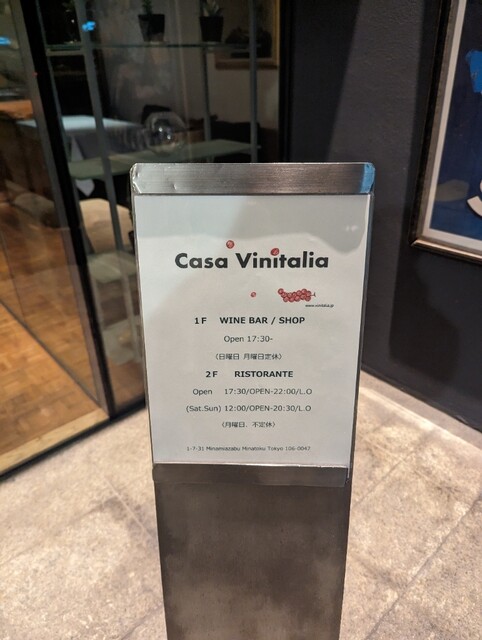 Casa Vinitalia
www.vinitalia.jp
1F WINE BAR / SHOP
Open 17:30-
(日曜日 月曜日定休)
2F RISTORANTE
Open 17:30/OPEN-22:00/L.O
(Sat.Sun) 12:00/OPEN-20:30/L.O
(月曜日、不定休)
1-7-31 Minamiazabu Minatoku Tokyo 106-0047